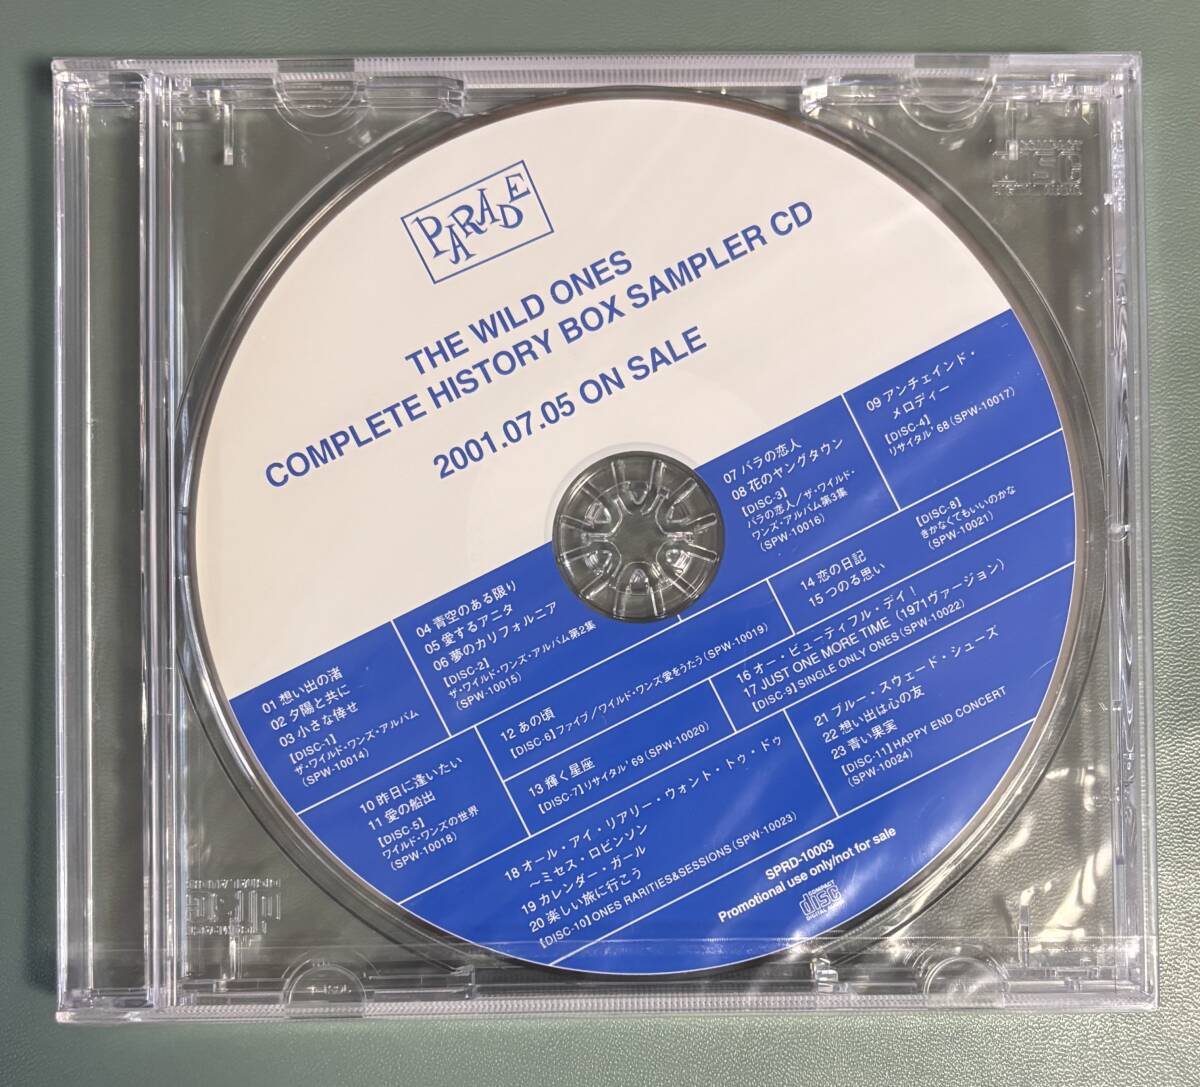 PARADE
THE WILD ONES
COMPLETE HISTORY BOX SAMPLER CD
2001.07.05 ON SALE
01 想い出の渚
02 夕陽と共に
03 小さな倖せ
【DISC-1】
ザ・ワイルド・ワンズ・アルバム
(SPW-10014)
04 青空のある限り
05 愛するアニタ
06 夢のカリフォルニア
【DISC-2】
ザ・ワイルド・ワンズ・アルバム第2集
(SPW-10015)
07 バラの恋人
08 花のヤングタウン
【DISC-3】
バラの恋人/ザ・ワイルド・
ワンズ・アルバム第3集
(SPW-10016)
09 アンチェインド・
メロディー
【DISC-4】
リサイタル'68 (SPW-10017)
10 昨日に逢いたい
11 愛の船出
【DISC-5】
ワイルド・ワンズの世界
(SPW-10018)
12 あの頃
【DISC-6】ファイブ/ワイルド・ワンズ愛をうたう(SPW-10019)
13 輝く星座
【DISC-7】リサイタル'69 (SPW-10020)
14 恋の日記
15 つのる思い
【DISC-8】
きかなくてもいいのかな
(SPW-10021)
16 オー・ビューティフル・デイ!
17 JUST ONE MORE TIME (1971ヴァージョン)
【DISC-9】SINGLE ONLY ONES (SPW-10022)
18 オール・アイ・リアリー・ウォント・トゥ・ドゥ
~ミセス・ロビンソン
19 カレンダー・ガール
20 楽しい旅に行こう
【DISC-10】ONES RARITIES&SESSIONS (SPW-10023)
21 ブルー・スウェード・シューズ
22 想い出は心の友
23 青い果実
【DISC-11】HAPPY END CONCERT
(SPW-10024)
SPRD-10003
Promotional use only/not for sale
COMPACT
disc
DIGITAL AUDIO